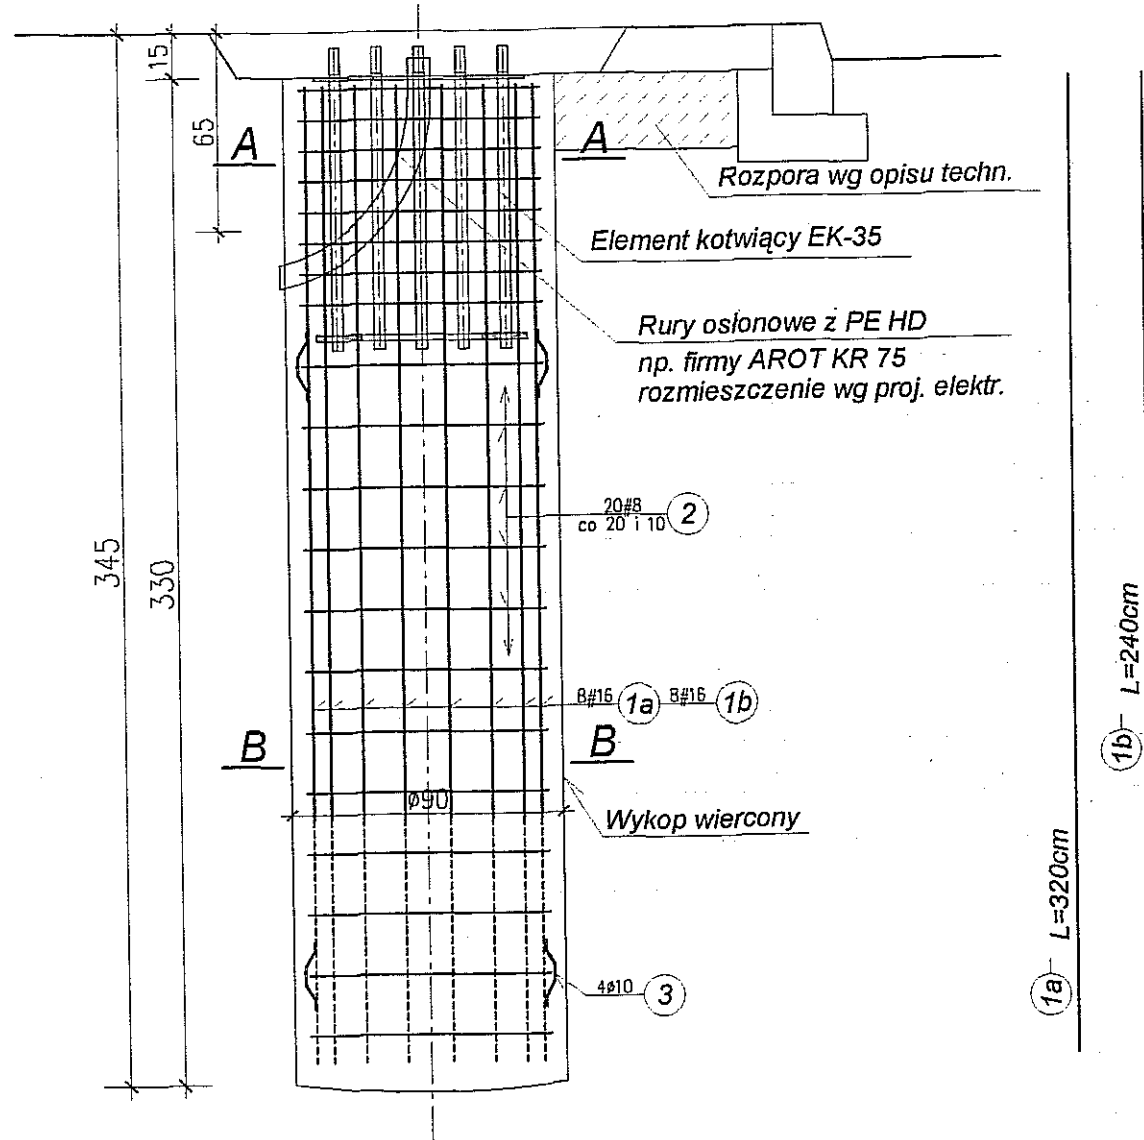 15
65
A
A
Rozpora wg opisu techn.
Element kotwiący EK-35
Rury osłonowe z PE HD
np. firmy AROT KR 75
rozmieszczenie wg proj. elektr.
20#8
co 20 i 10
2
345
330
8#16 1a 8#16 1b
B
B
ø90
Wykop wiercony
4ø10
3
1a L=320cm
1b L=240cm